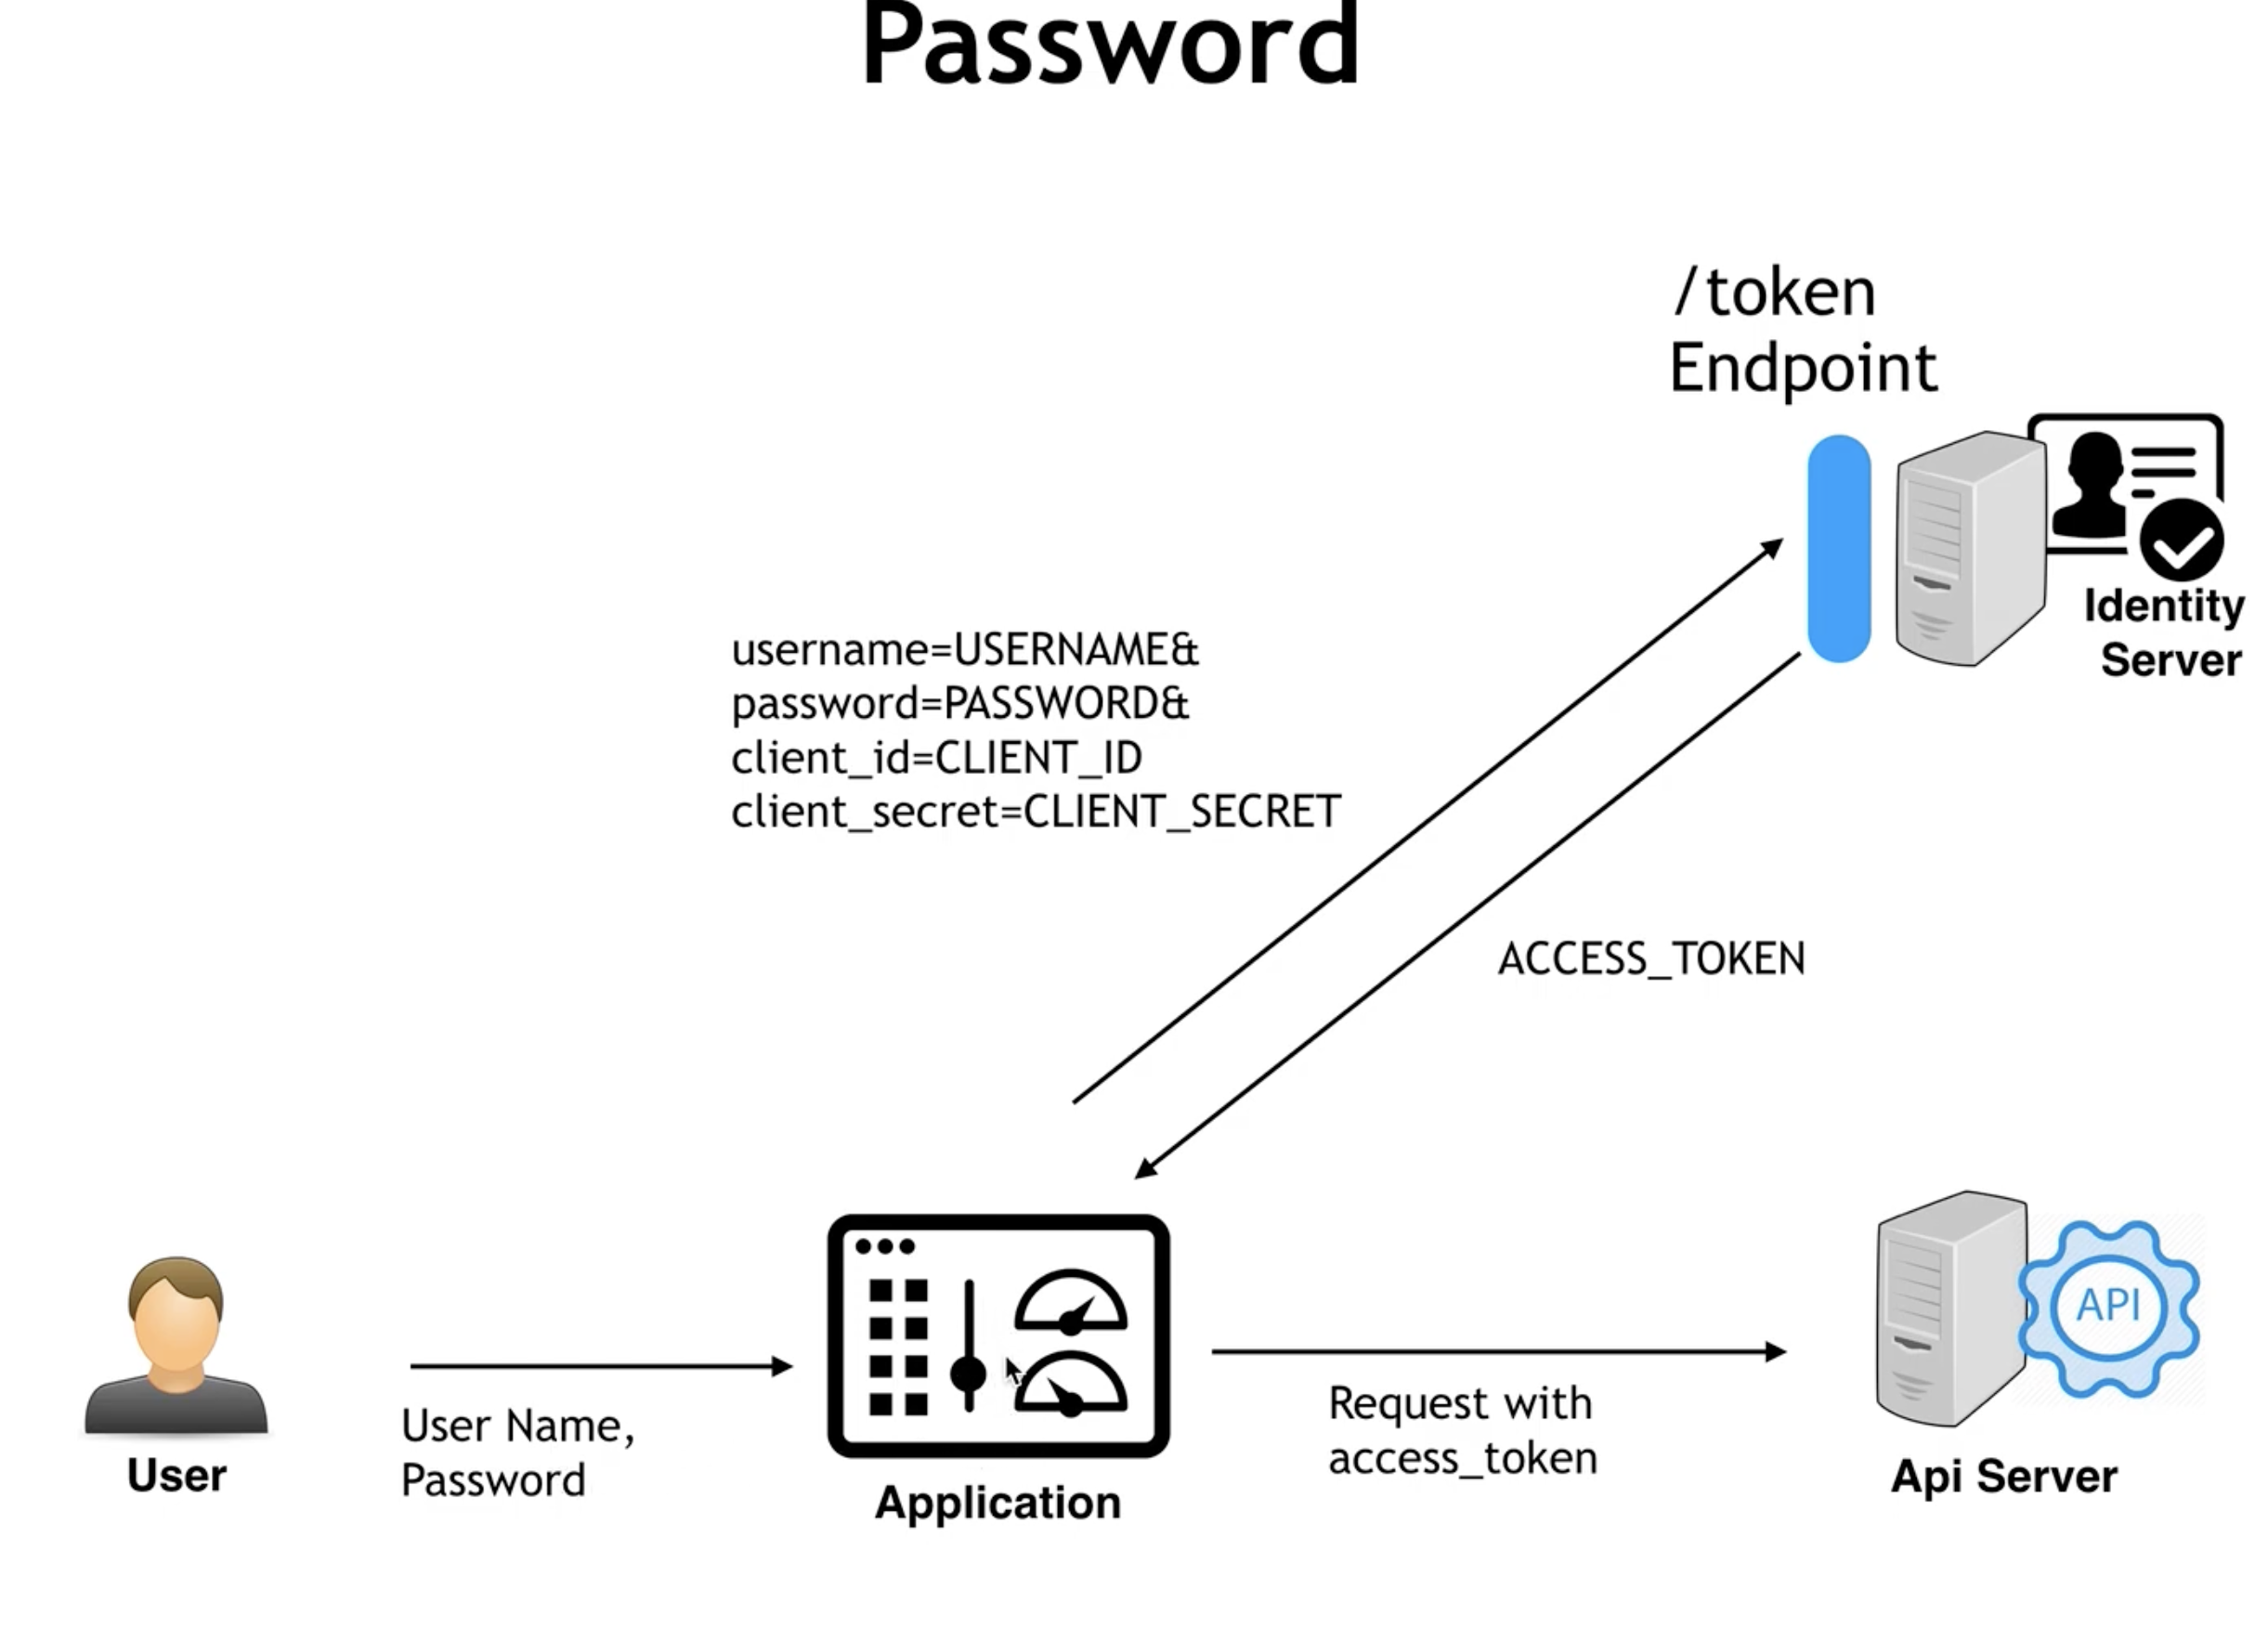 Password
/token
Endpoint
Identity
Server
username=USERNAME&
password=PASSWORD&
client_id=CLIENT_ID
client_secret=CLIENT_SECRET
ACCESS_TOKEN
User Name,
Password
User
Application
Request with
access_token
API
Api Server